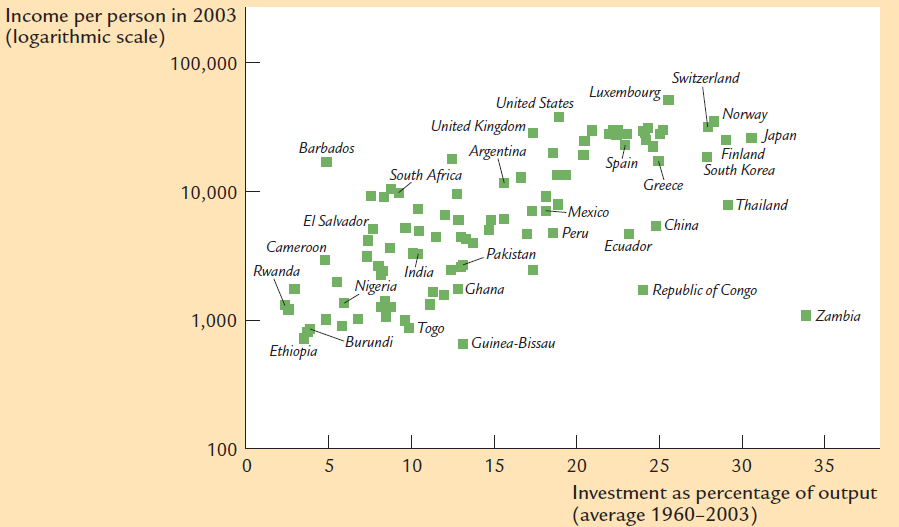 Income per person in 2003
(logarithmic scale)
100,000
Switzerland
Luxembourg
United States
Norway
United Kingdom
Japan
Barbados
Argentina
Finland
Spain
South Korea
South Africa
Greece
10,000
Thailand
Mexico
El Salvador
China
Peru
Ecuador
Cameroon
Pakistan
Rwanda
India
Nigeria
Ghana
Republic of Congo
1,000
Zambia
Togo
Burundi
Guinea-Bissau
Ethiopia
100
0 5 10 15 20 25 30 35
Investment as percentage of output
(average 1960–2003)